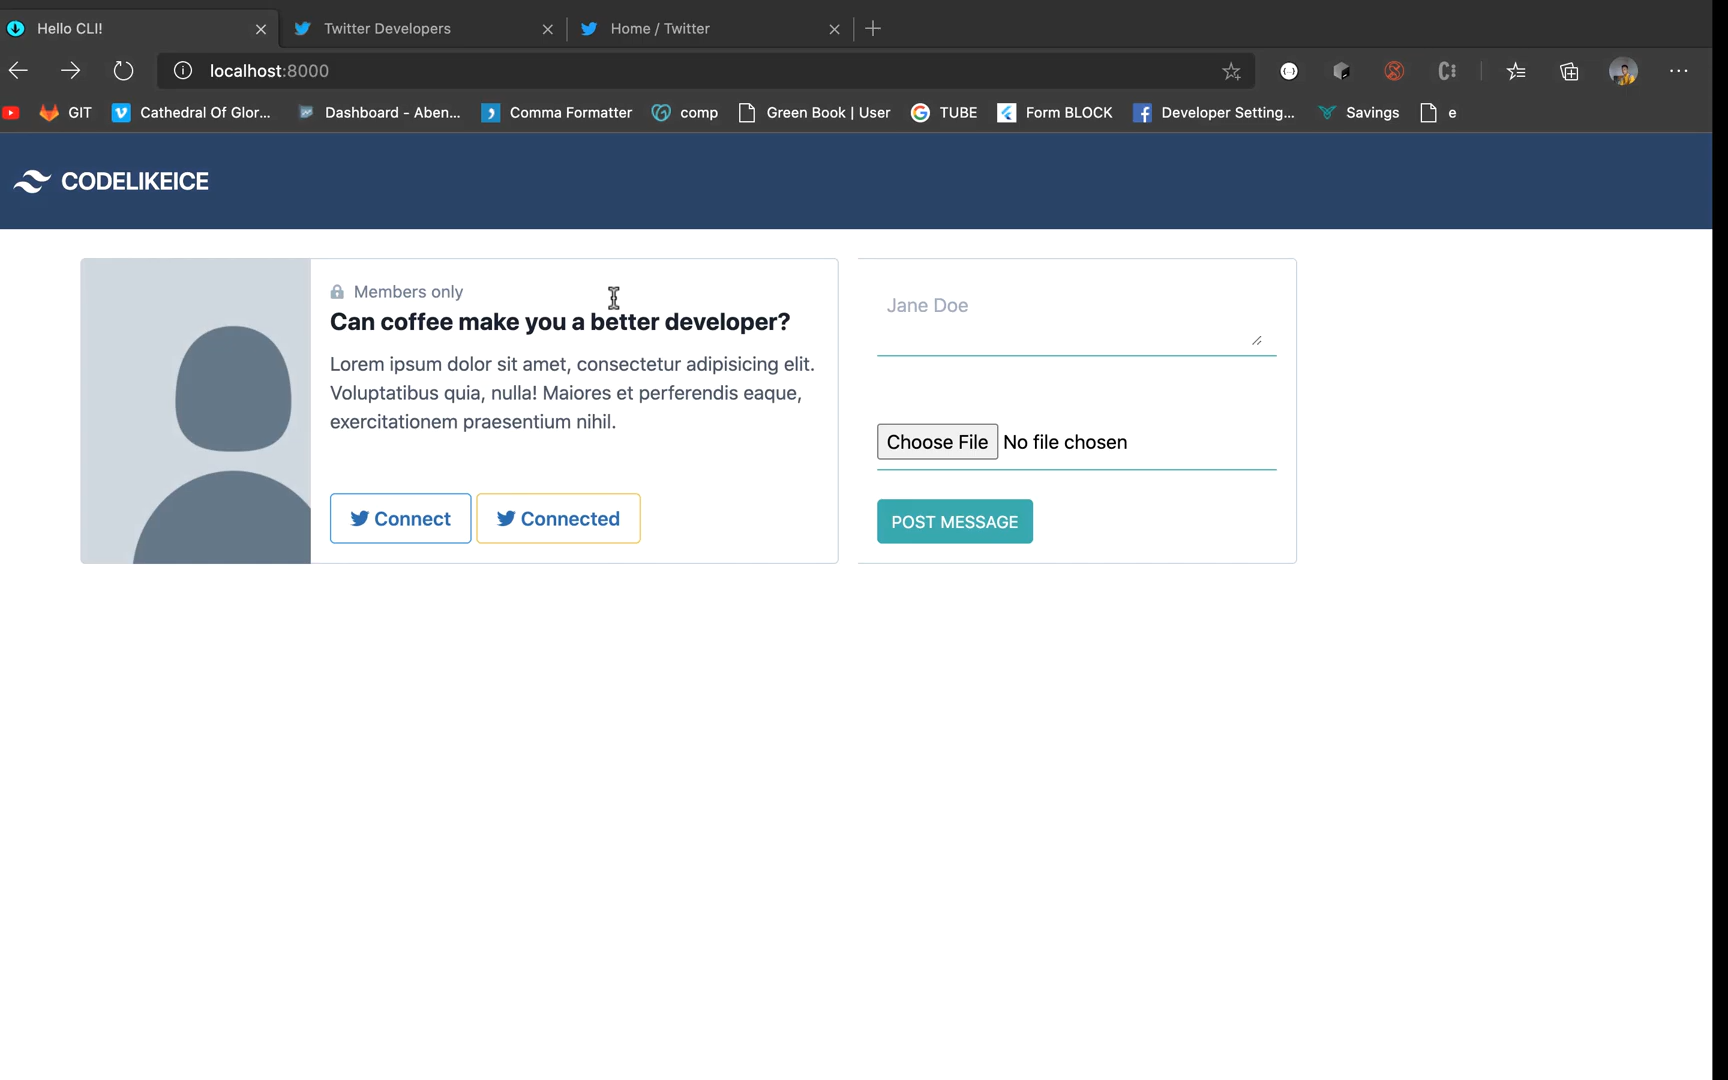 Hello CLI!
Twitter Developers
Home / Twitter
localhost:8000
GIT
Cathedral Of Glor...
Dashboard - Aben...
Comma Formatter
comp
Green Book | User
TUBE
Form BLOCK
Developer Setting...
Savings
e
CODELIKEICE
Members only
Can coffee make you a better developer?
Lorem ipsum dolor sit amet, consectetur adipisicing elit.
Voluptatibus quia, nulla! Maiores et perferendis eaque,
exercitationem praesentium nihil.
Connect
Connected
Jane Doe
Choose File No file chosen
POST MESSAGE